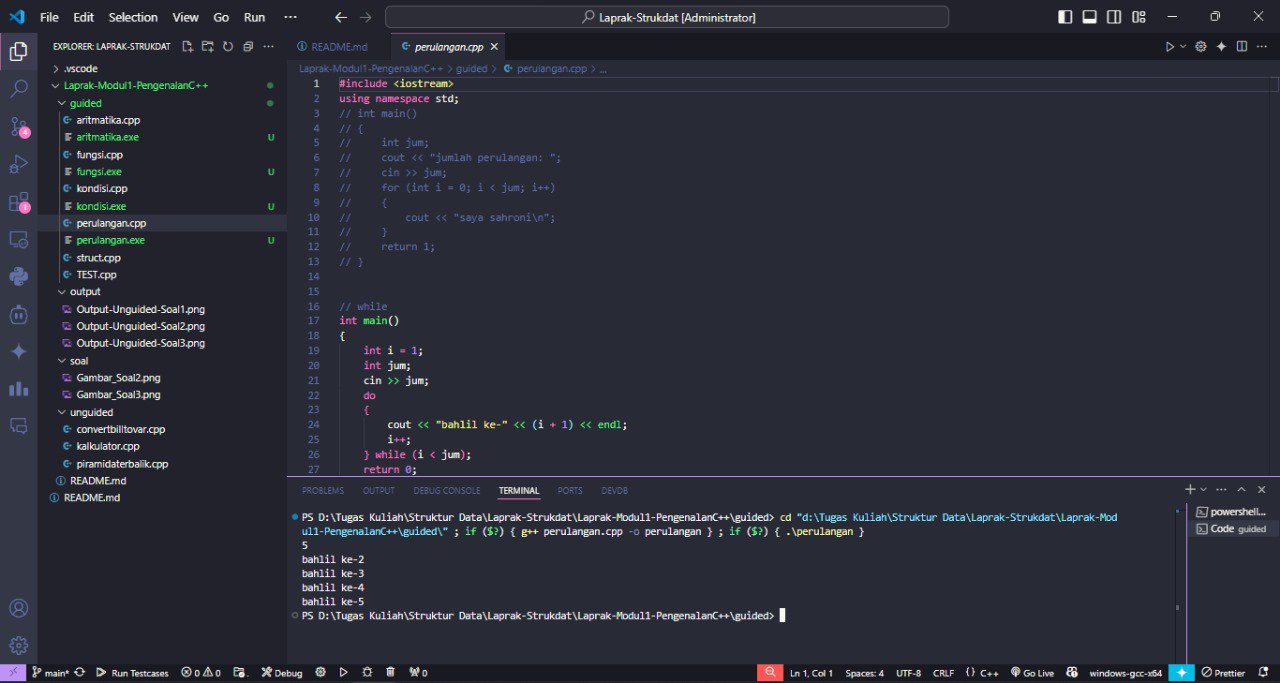 File Edit Selection View Go Run ··· Laprak-Strukdat [Administrator]
EXPLORER: LAPRAK-STRUKDAT
.vscode
Laprak-Modul1-PengenalanC++
guided
aritmatika.cpp
aritmatika.exe U
fungsi.cpp
fungsi.exe U
kondisi.cpp
kondisi.exe U
perulangan.cpp
perulangan.exe U
struct.cpp
TEST.cpp
output
Output-Unguided-Soal1.png
Output-Unguided-Soal2.png
Output-Unguided-Soal3.png
soal
Gambar_Soal2.png
Gambar_Soal3.png
unguided
convertbilltovar.cpp
kalkulator.cpp
piramidaterbalik.cpp
README.md
README.md
4
1
README.md perulangan.cpp
Laprak-Modul1-PengenalanC++ > guided > perulangan.cpp > ...
1 #include <iostream>
2 using namespace std;
3 // int main()
4 // {
5 //     int jum;
6 //     cout << "jumlah perulangan: ";
7 //     cin >> jum;
8 //     for (int i = 0; i < jum; i++)
9 //     {
10 //         cout << "saya sahroni\n";
11 //     }
12 //     return 1;
13 // }
14
15
16 // while
17 int main()
18 {
19     int i = 1;
20     int jum;
21     cin >> jum;
22     do
23     {
24         cout << "bahlil ke-" << (i + 1) << endl;
25         i++;
26     } while (i < jum);
27     return 0;
PROBLEMS OUTPUT DEBUG CONSOLE TERMINAL PORTS DEVDB
PS D:\Tugas Kuliah\Struktur Data\Laprak-Strukdat\Laprak-Modul1-PengenalanC++\guided> cd "d:\Tugas Kuliah\Struktur Data\Laprak-Strukdat\Laprak-Mod
ul1-PengenalanC++\guided\" ; if ($?) { g++ perulangan.cpp -o perulangan } ; if ($?) { .\perulangan }
5
bahlil ke-2
bahlil ke-3
bahlil ke-4
bahlil ke-5
PS D:\Tugas Kuliah\Struktur Data\Laprak-Strukdat\Laprak-Modul1-PengenalanC++\guided>
powershell...
Code guided
main* Run Testcases 0 0 Debug 0 Ln 1, Col 1 Spaces: 4 UTF-8 CRLF {} C++ Go Live windows-gcc-x64 Prettier